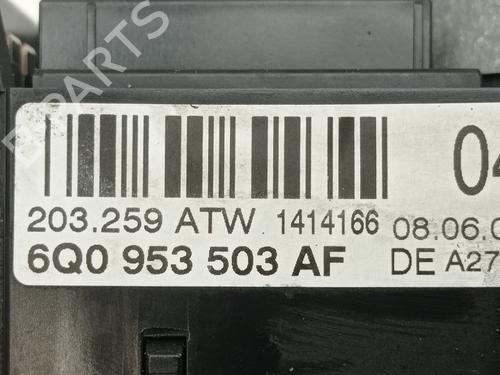 B-PARTS
04
203.259 ATW 1414166 08.06.0
6Q0 953 503 AF DE A27